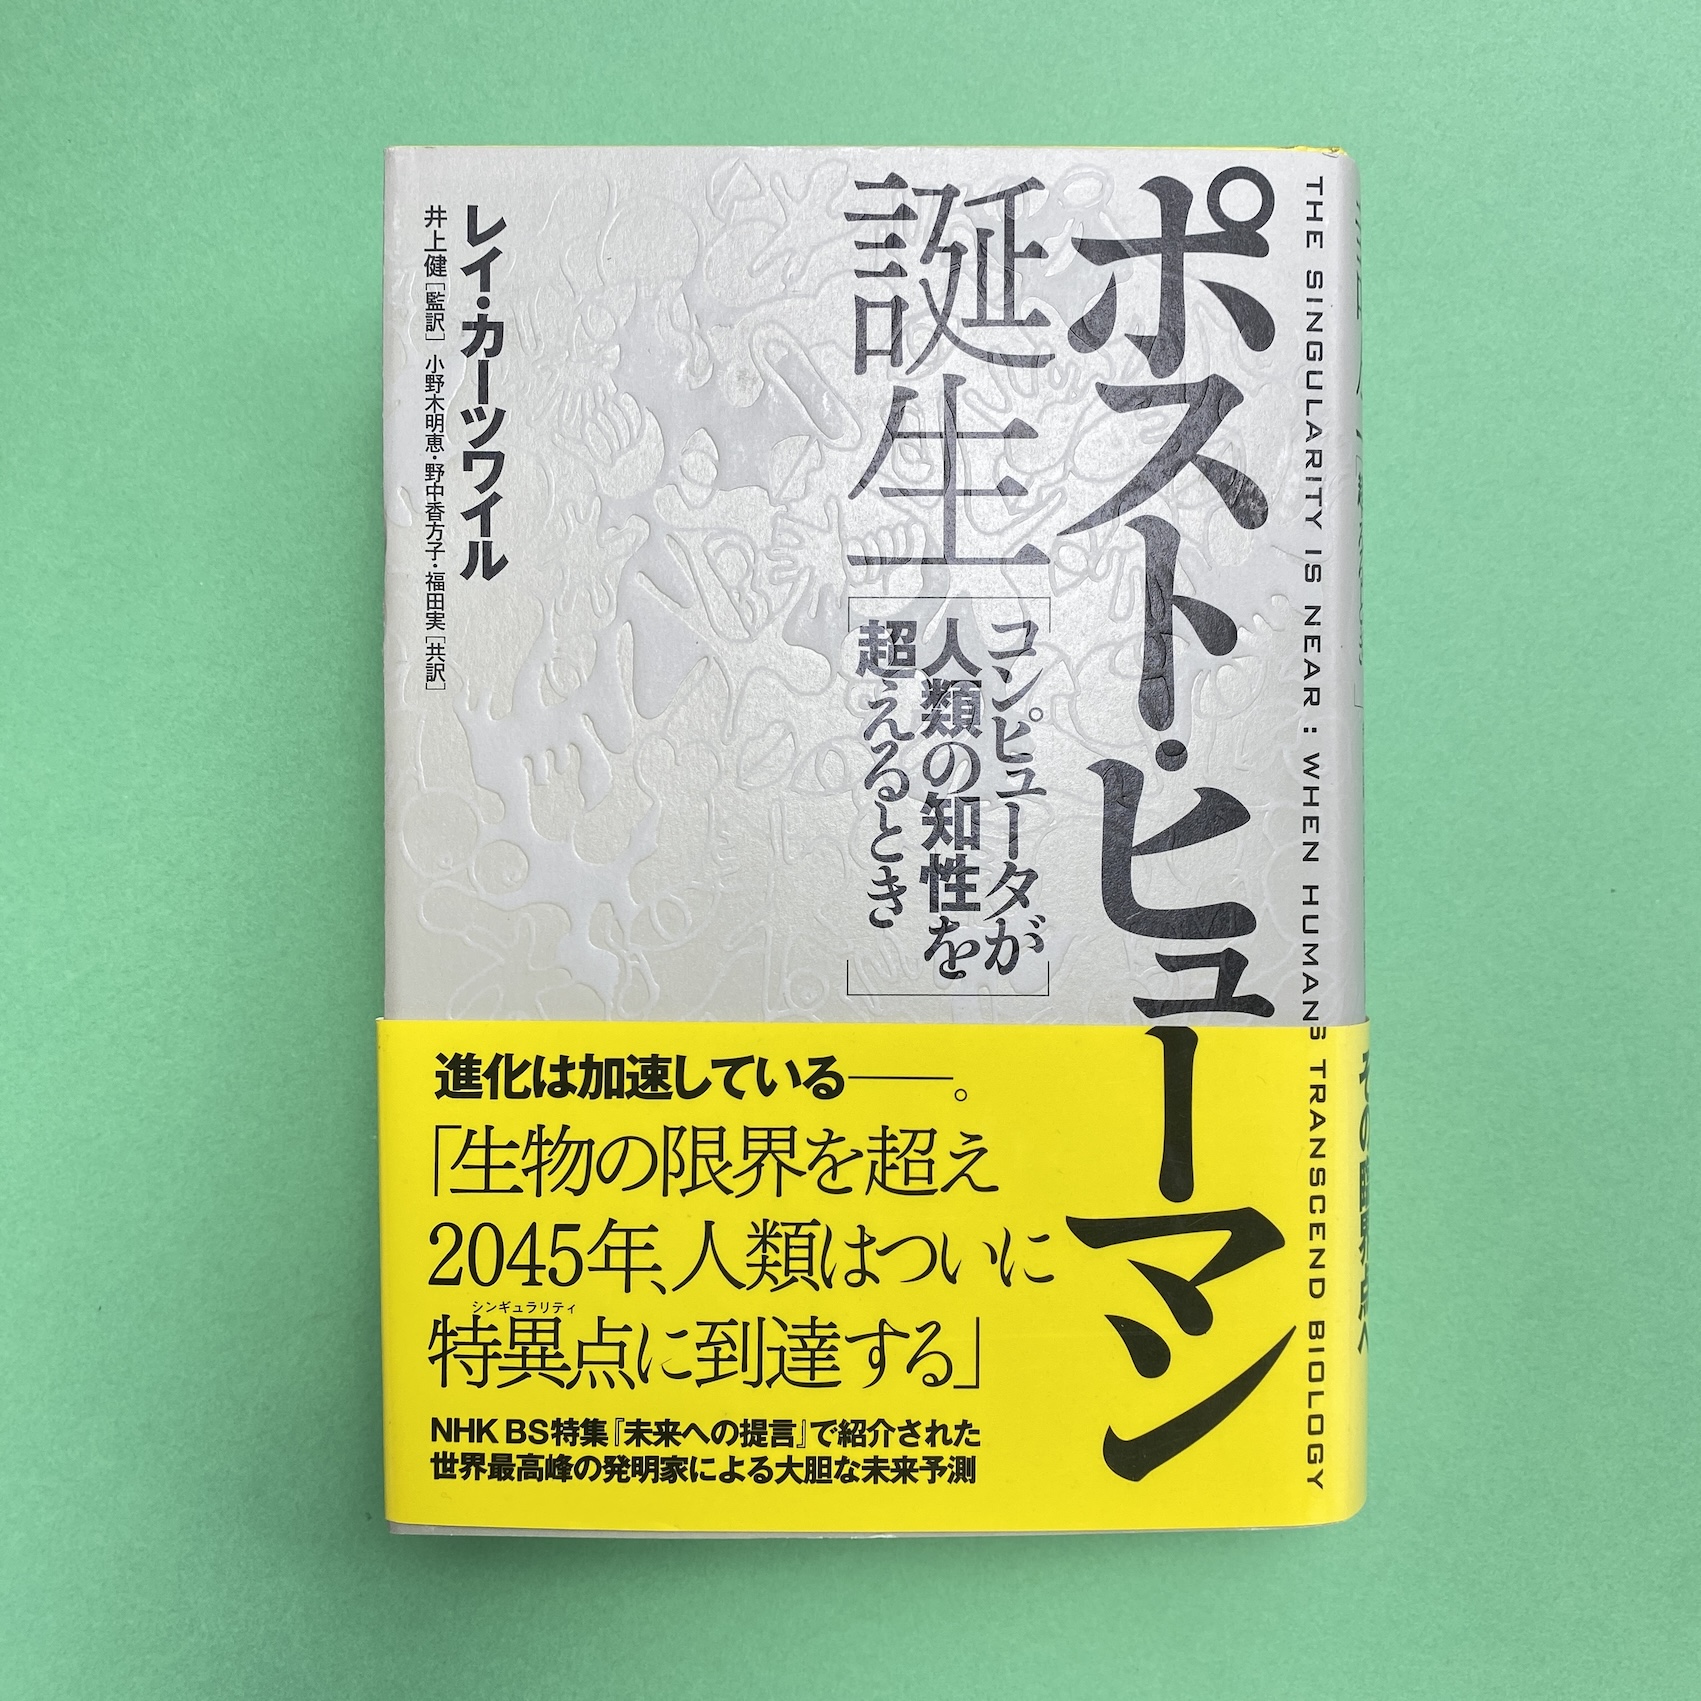 THE SINGULARITY IS NEAR : WHEN HUMANS TRANSCEND BIOLOGY
ポスト・ヒューマン
誕生
コンピュータが
人類の知性を
超えるとき
レイ・カーツワイル
井上健[監訳] 小野木明恵・野中香方子・福田実[共訳]
進化は加速している——。
「生物の限界を超え
2045年、人類はついに
シンギュラリティ
特異点に到達する」
NHK BS特集『未来への提言』で紹介された
世界最高峰の発明家による大胆な未来予測